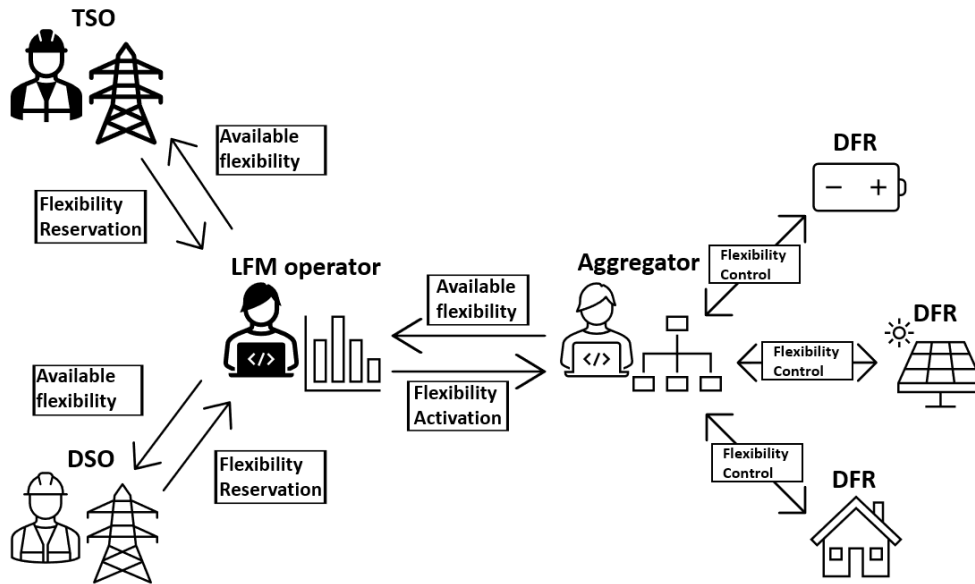 TSO
Available
flexibility
Flexibility
Reservation
DFR
- +
LFM operator
Aggregator
Flexibility
Control
Available
flexibility
</>
</>
DFR
Flexibility
Control
Available
flexibility
Flexibility
Activation
DSO
Flexibility
Reservation
Flexibility
Control
DFR